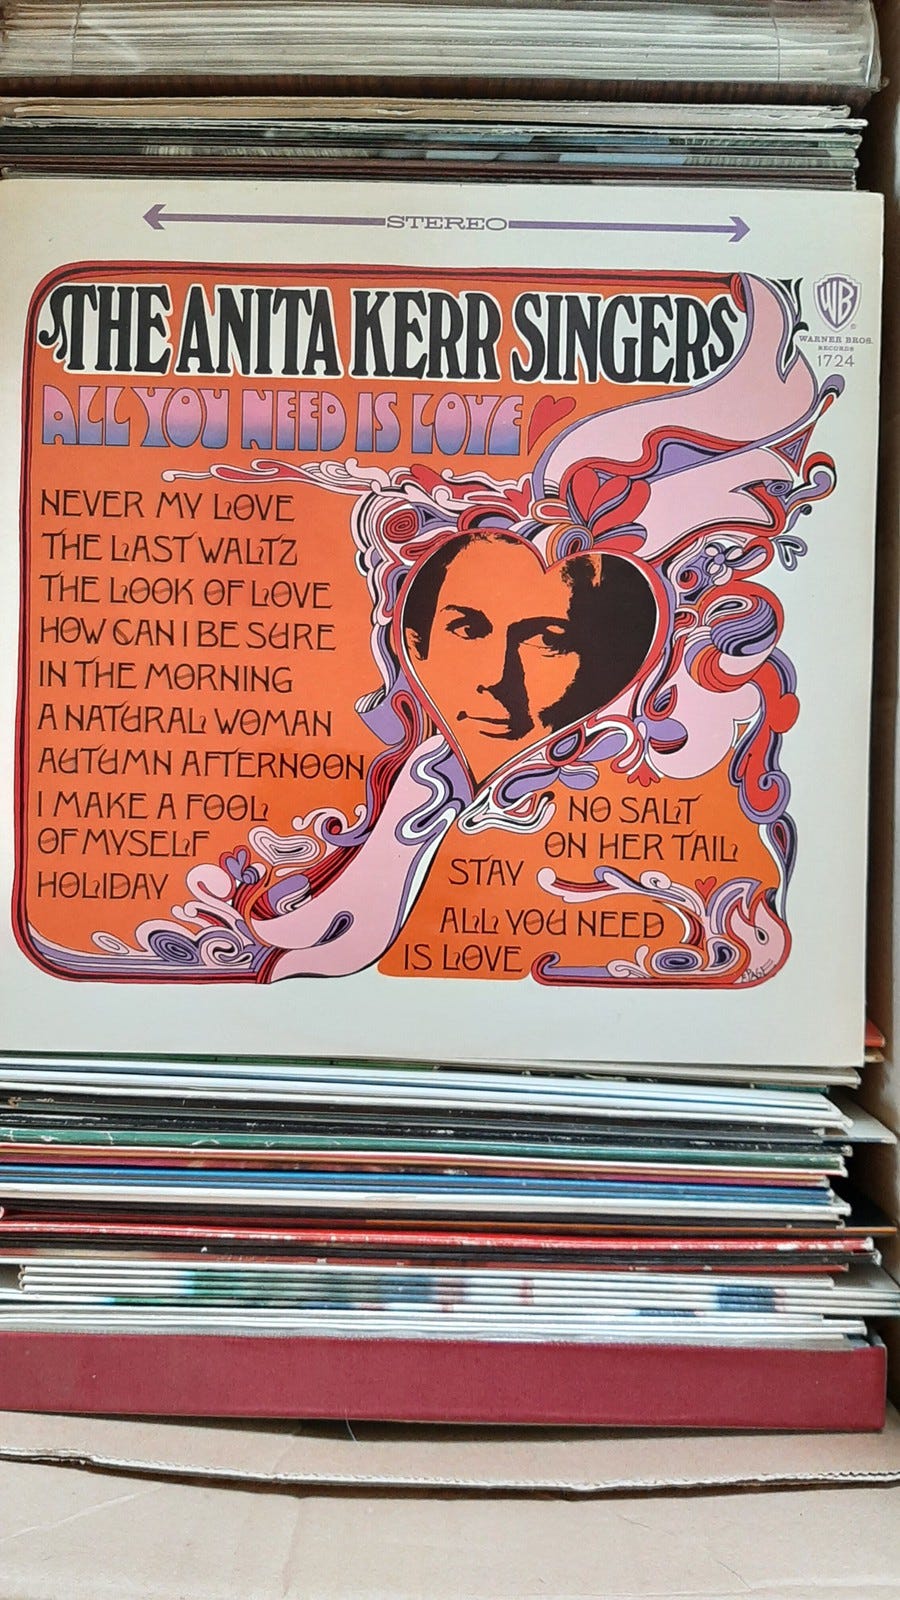 STEREO
THE ANITA KERR SINGERS
WB
WARNER BROS.
RECORDS
1724
ALL YOU NEED IS LOVE
NEVER MY LOVE
THE LAST WALTZ
THE LOOK OF LOVE
HOW CAN I BE SURE
IN THE MORNING
A NATURAL WOMAN
AUTUMN AFTERNOON
I MAKE A FOOL
OF MYSELF
HOLIDAY
NO SALT
ON HER TAIL
STAY
ALL YOU NEED
IS LOVE